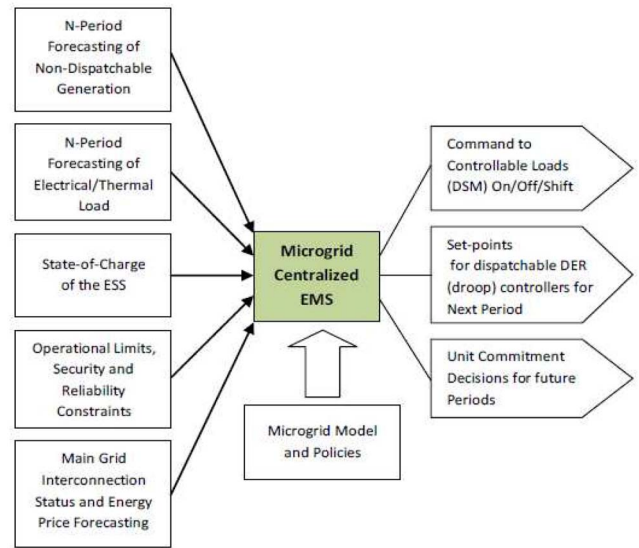 N-Period
Forecasting of
Non-Dispatchable
Generation
N-Period
Forecasting of
Electrical/Thermal
Load
State-of-Charge
of the ESS
Operational Limits,
Security and
Reliability
Constraints
Main Grid
Interconnection
Status and Energy
Price Forecasting
Microgrid
Centralized
EMS
Microgrid Model
and Policies
Command to
Controllable Loads
(DSM) On/Off/Shift
Set-points
for dispatchable DER
(droop) controllers for
Next Period
Unit Commitment
Decisions for future
Periods